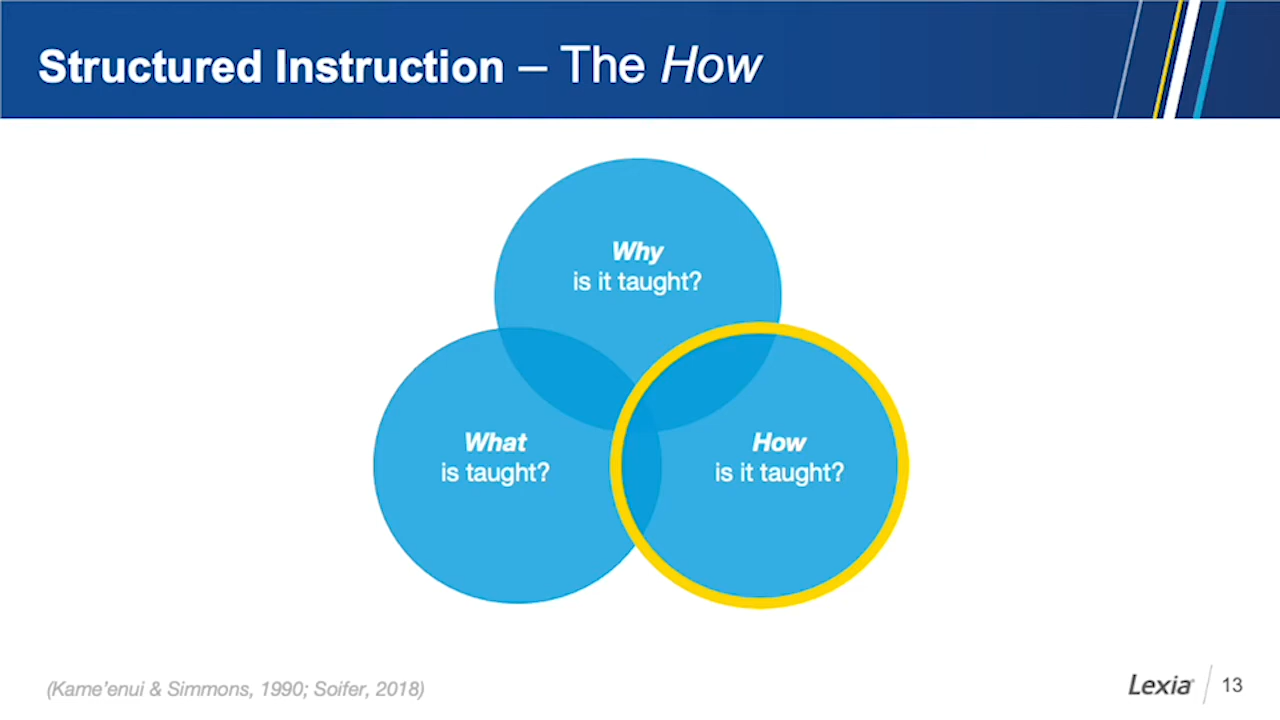 Structured Instruction – The How
Why
is it taught?
What
is taught?
How
is it taught?
(Kame’enui & Simmons, 1990; Soifer, 2018)
Lexia® 13